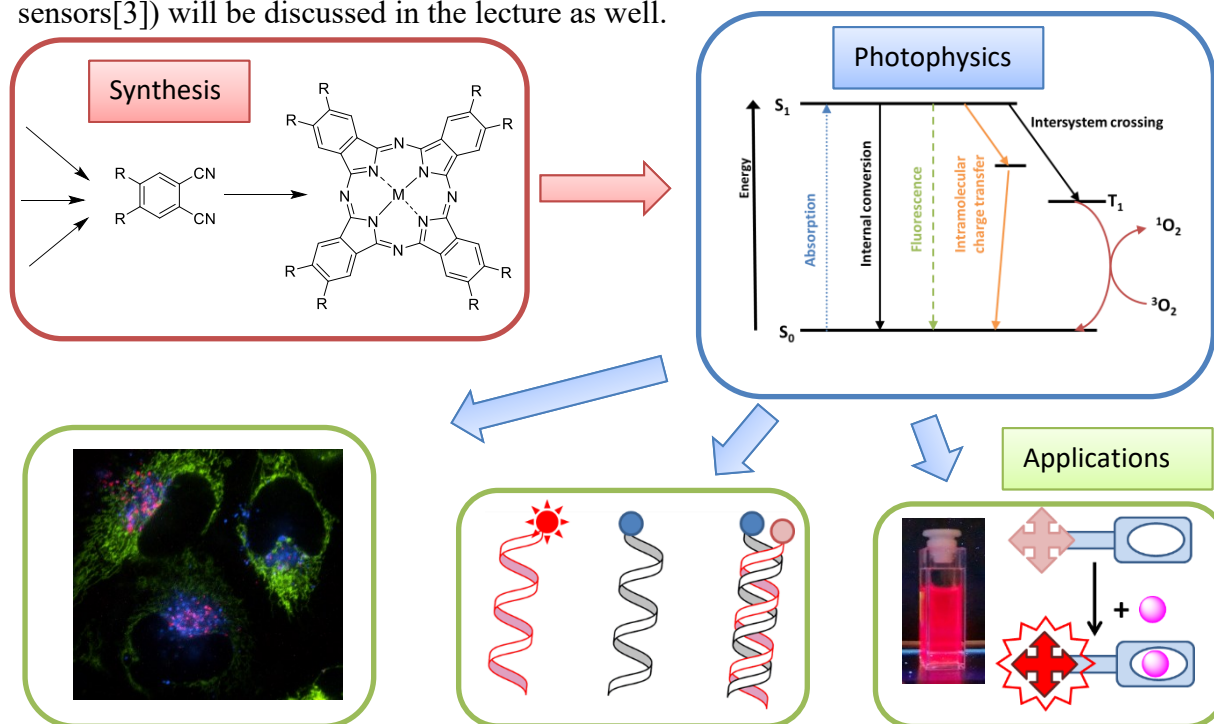 sensors[3]) will be discussed in the lecture as well.
Synthesis
R
R
CN
CN
R
R
R
R
R
R
R
R
N
N
N
N
N
N
N
N
M
Photophysics
Energy
S1
S0
T1
Absorption
Internal conversion
Fluorescence
Intramolecular
charge transfer
Intersystem crossing
¹O₂
³O₂
Applications
+